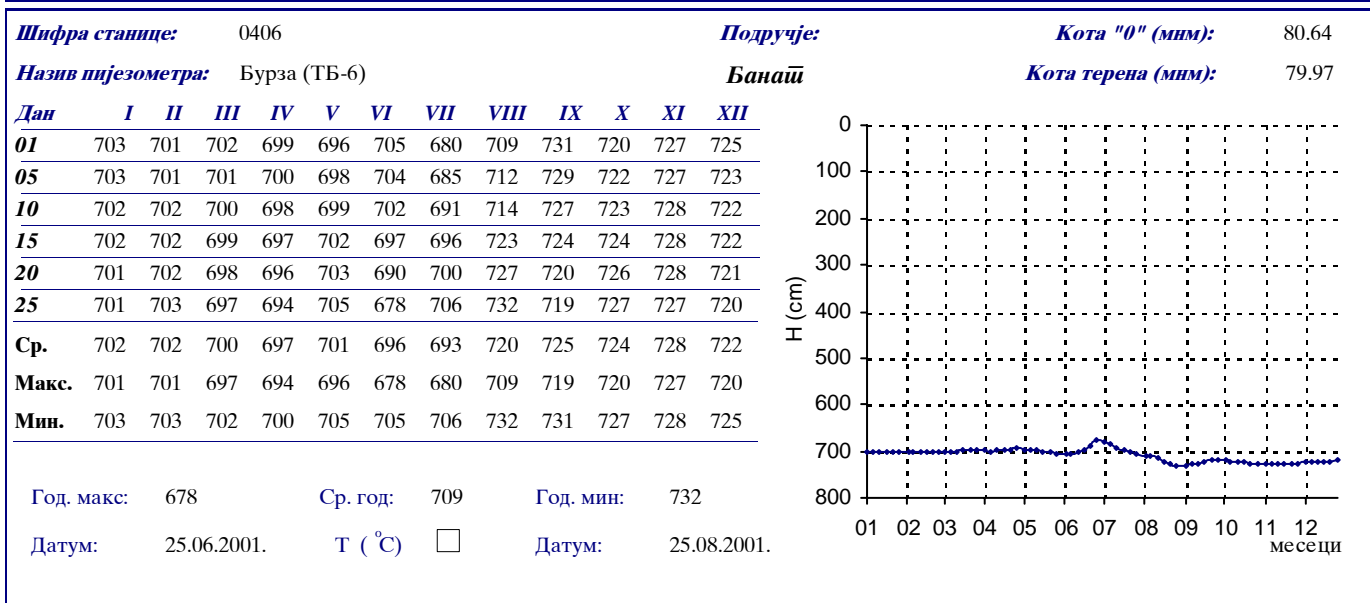 Шифра станице: 0406 Подручје: Кота "0" (мнм): 80.64
Назив пијезометра: Бурза (ТБ-6) Банат Кота терена (мнм): 79.97
Дан I II III IV V VI VII VIII IX X XI XII
01 703 701 702 699 696 705 680 709 731 720 727 725
05 703 701 701 700 698 704 685 712 729 722 727 723
10 702 702 700 698 699 702 691 714 727 723 728 722
15 702 702 699 697 702 697 696 723 724 724 728 722
20 701 702 698 696 703 690 700 727 720 726 728 721
25 701 703 697 694 705 678 706 732 719 727 727 720
Ср. 702 702 700 697 701 696 693 720 725 724 728 722
Макс. 701 701 697 694 696 678 680 709 719 720 727 720
Мин. 703 703 702 700 705 705 706 732 731 727 728 725
Год. макс: 678 Ср. год: 709 Год. мин: 732
Датум: 25.06.2001. Т ( °C) Датум: 25.08.2001.
H (cm)
0
100
200
300
400
500
600
700
800
01 02 03 04 05 06 07 08 09 10 11 12
месеци